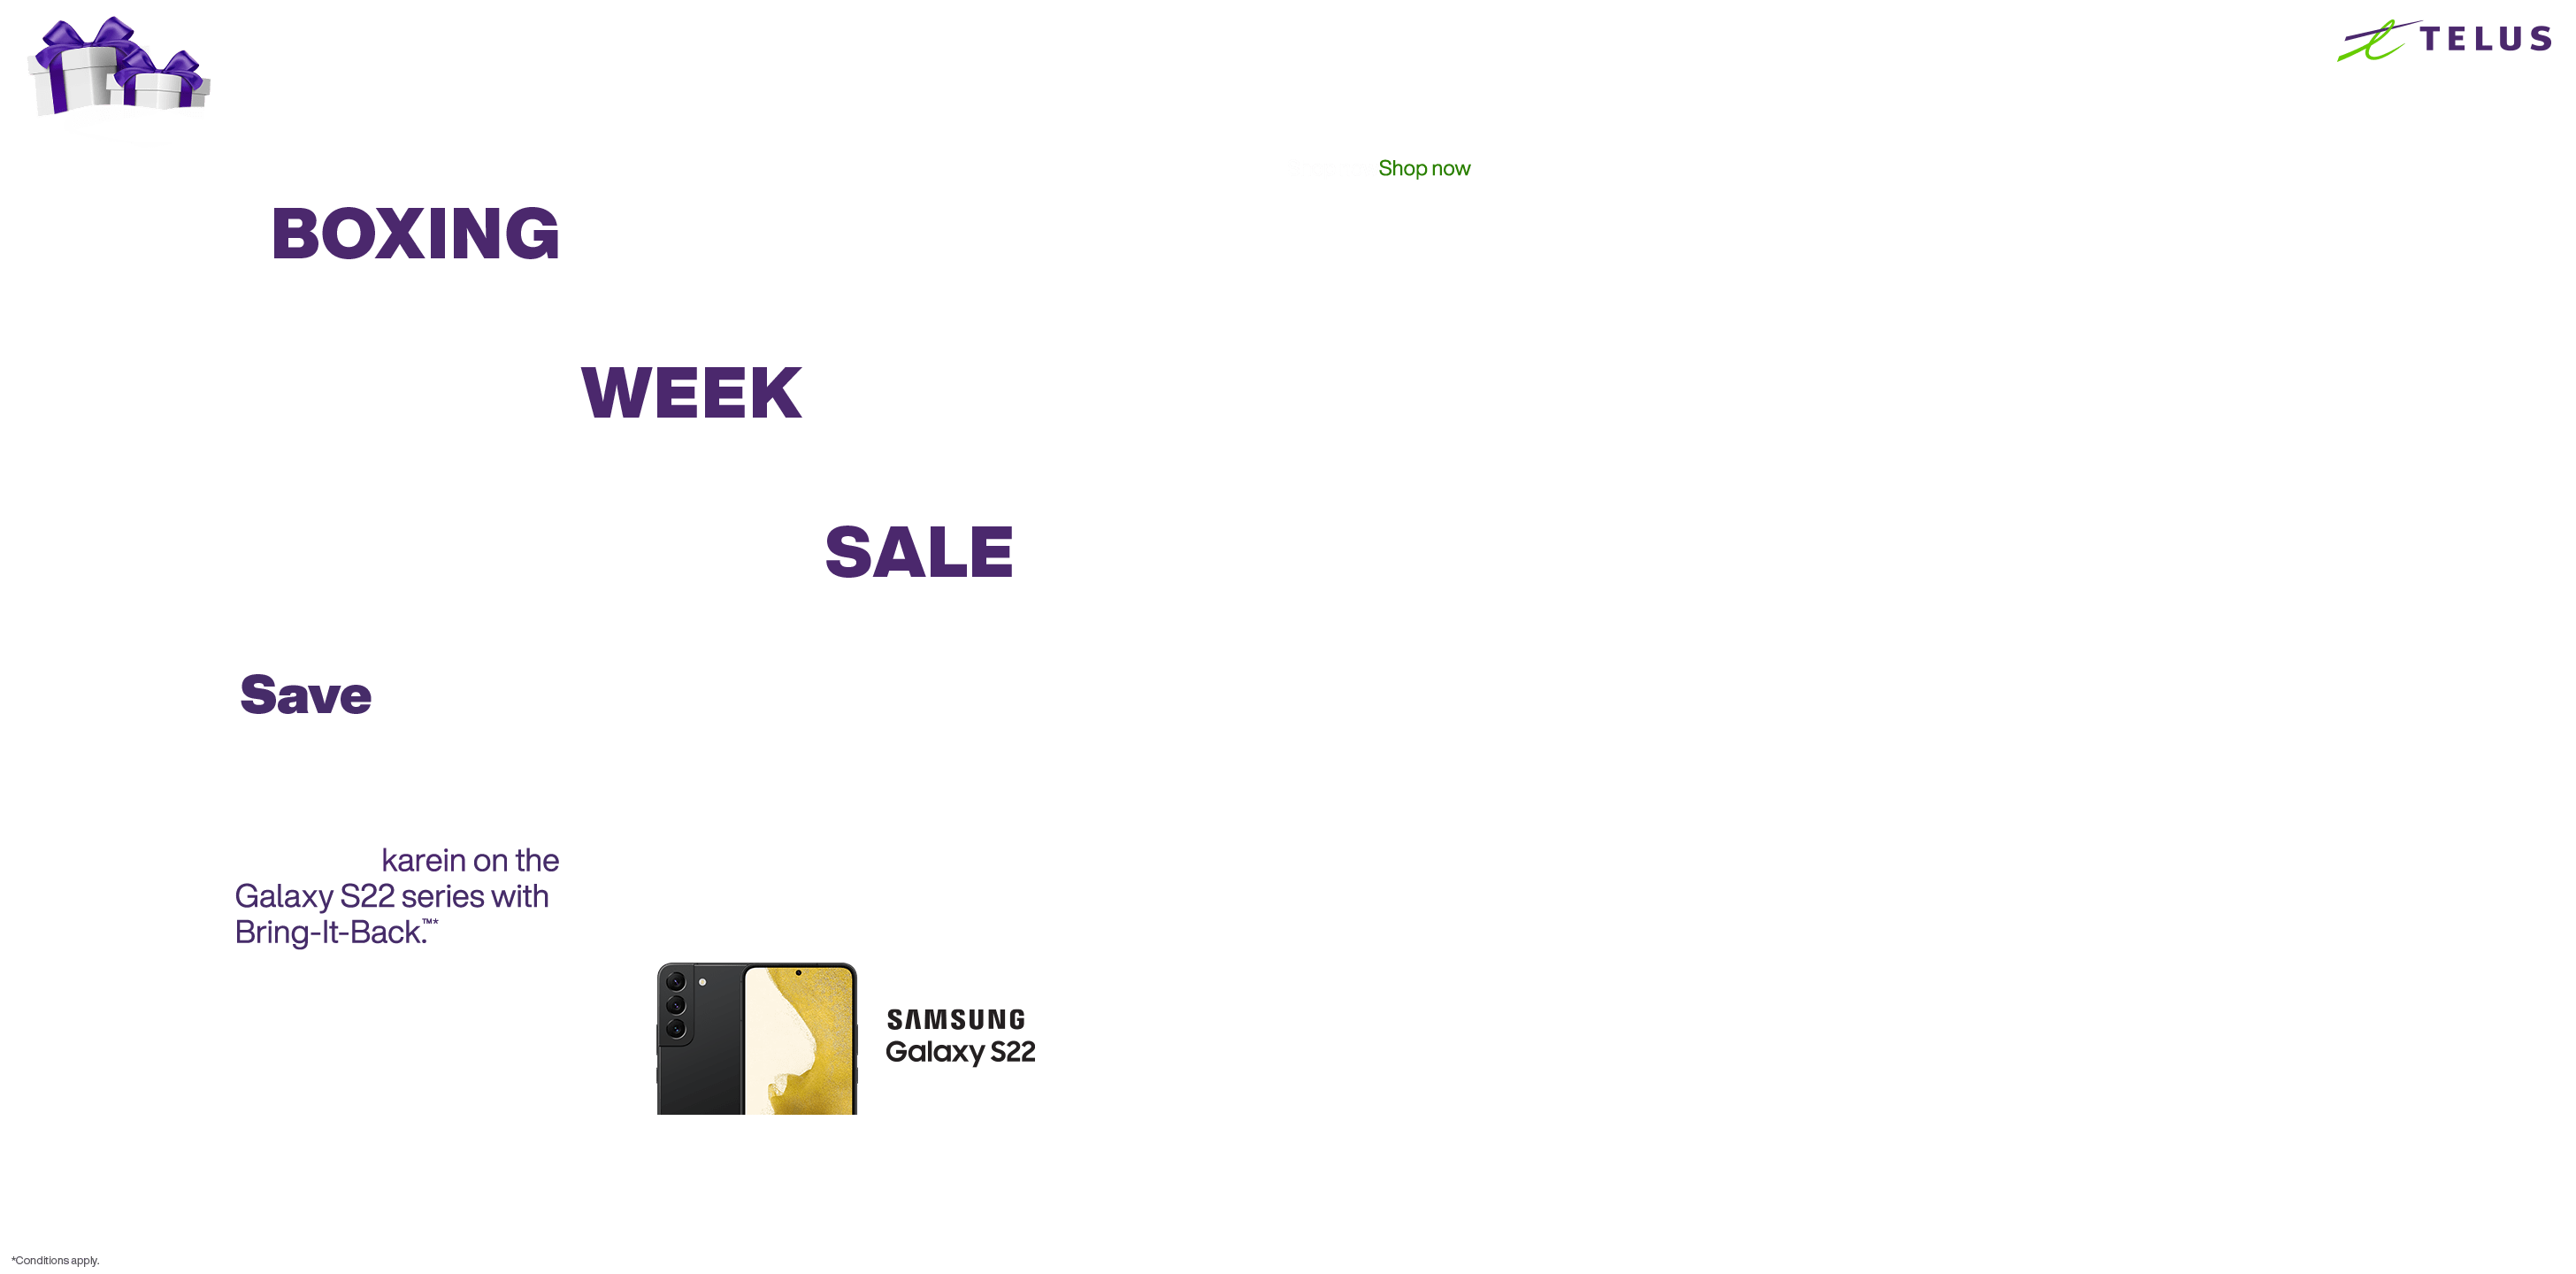 TELUS
Shop now
BOXING
WEEK
SALE
Save
karein on the
Galaxy S22 series with
Bring-It-Back.™*
SAMSUNG
Galaxy S22
*Conditions apply.